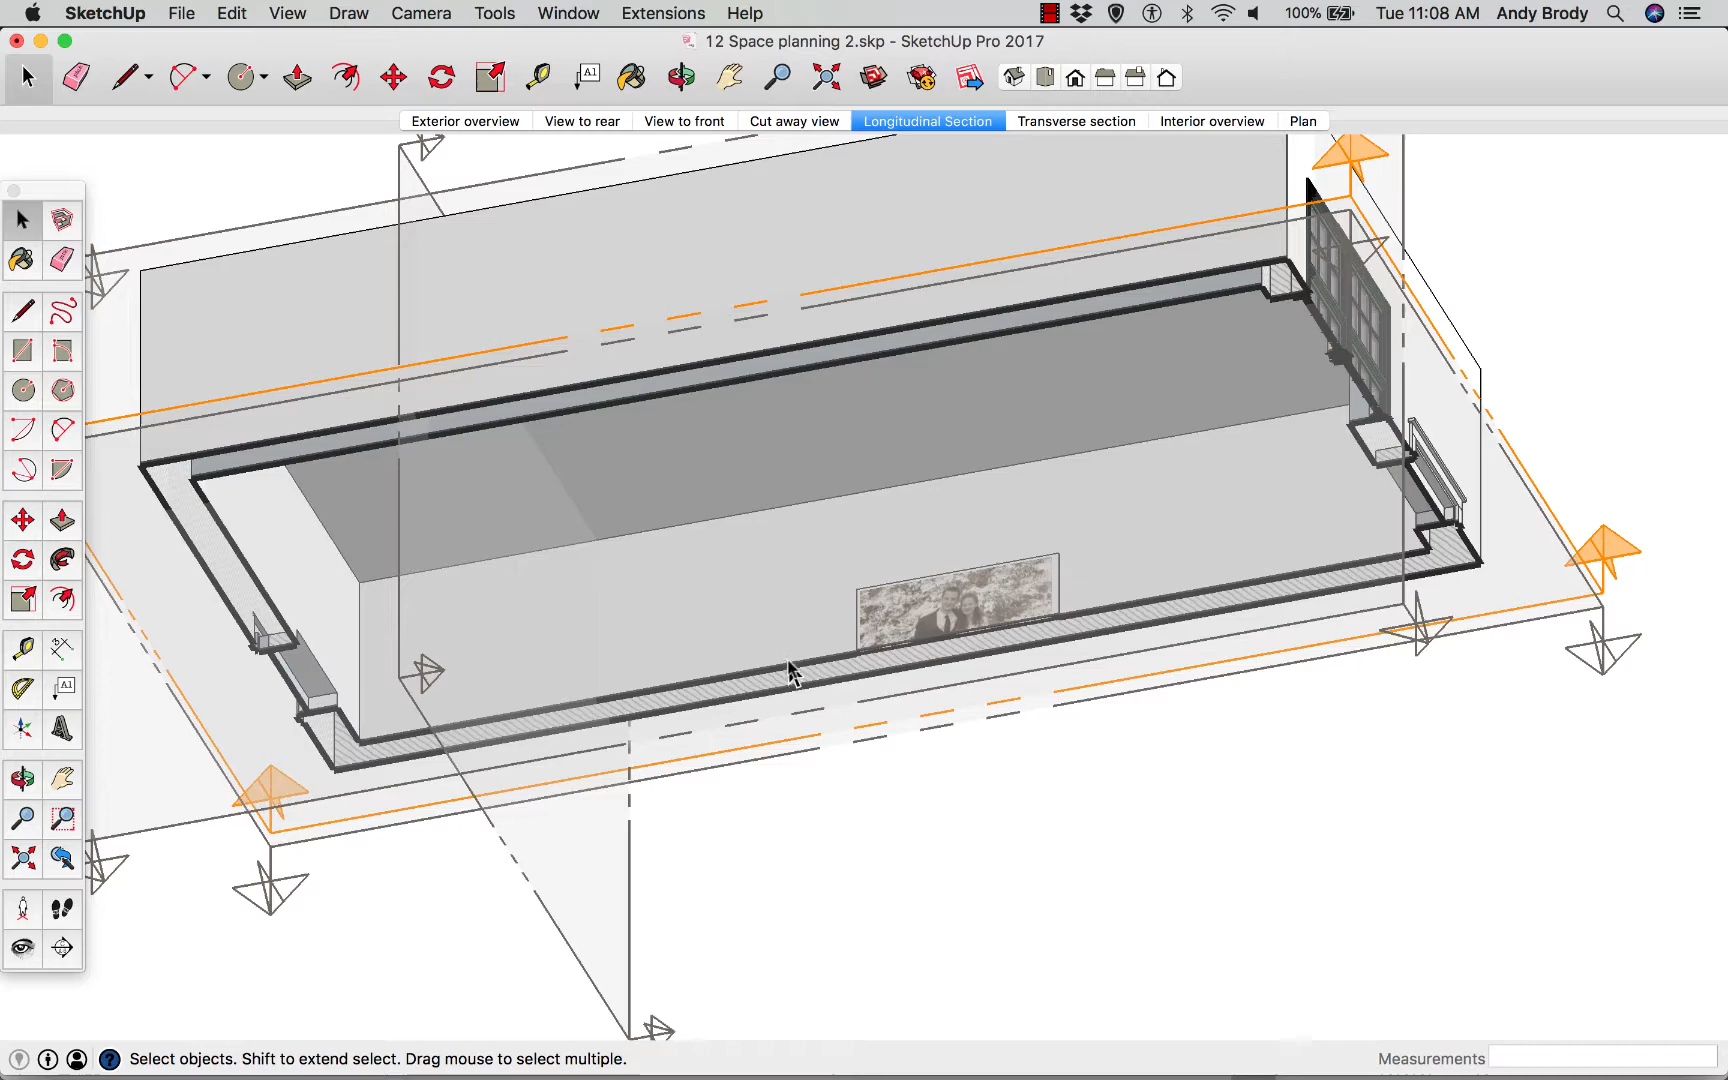 SketchUp File Edit View Draw Camera Tools Window Extensions Help 100% Tue 11:08 AM Andy Brody
12 Space planning 2.skp - SketchUp Pro 2017
A1
Exterior overview View to rear View to front Cut away view Longitudinal Section Transverse section Interior overview Plan
A1
Select objects. Shift to extend select. Drag mouse to select multiple. Measurements